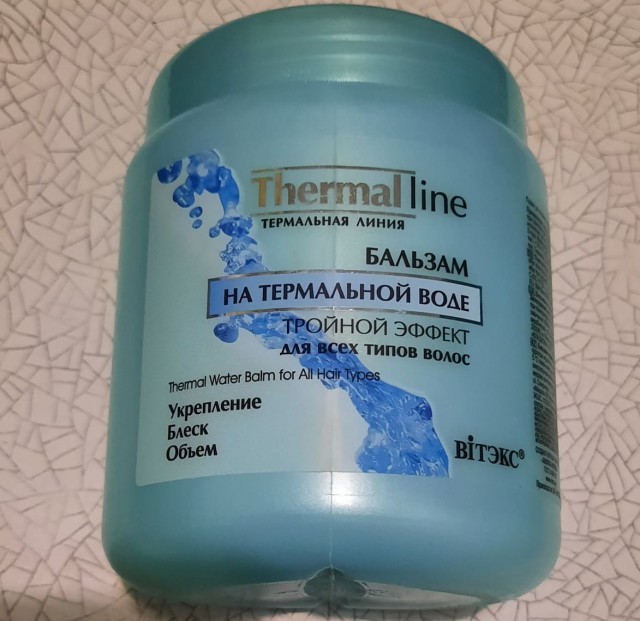 Thermal line
ТЕРМАЛЬНАЯ ЛИНИЯ
БАЛЬЗАМ
НА ТЕРМАЛЬНОЙ ВОДЕ
ТРОЙНОЙ ЭФФЕКТ
для всех типов волос
Thermal Water Balm for All Hair Types
Укрепление
Блеск
Объем
ВІТЭКС®